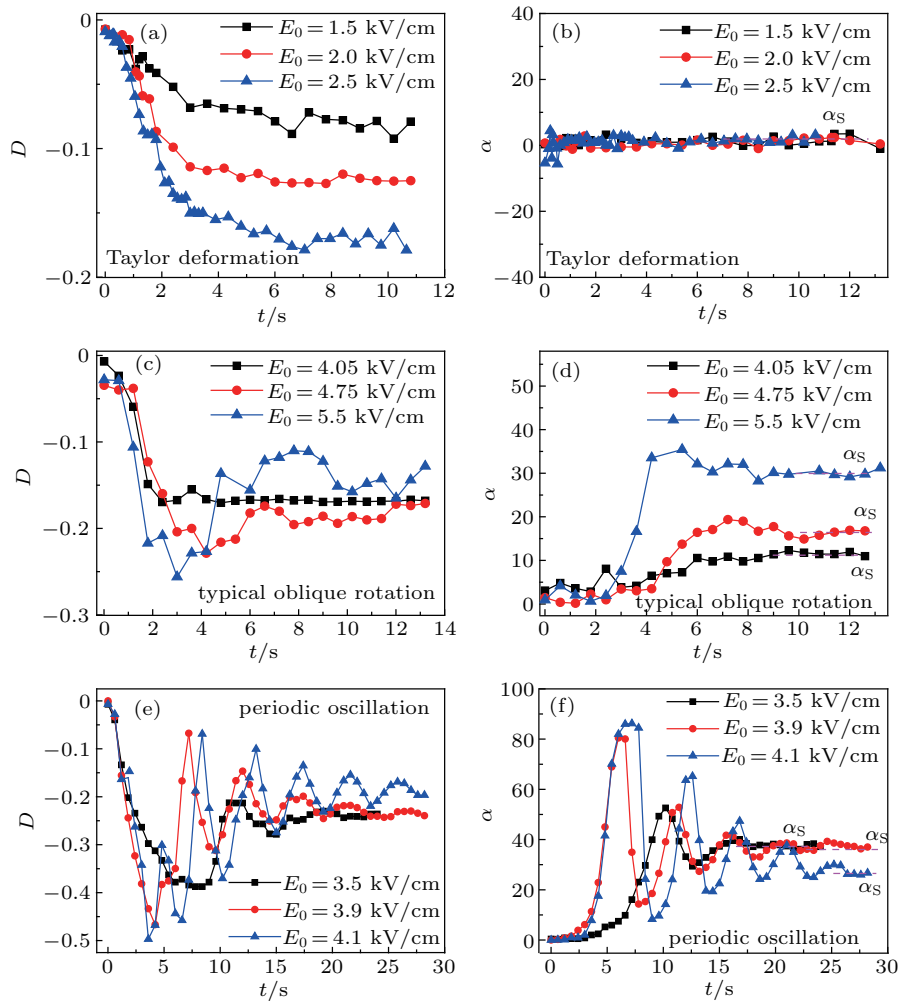 (a)
E₀ = 1.5 kV/cm
E₀ = 2.0 kV/cm
E₀ = 2.5 kV/cm
0
−0.1
−0.2
D
Taylor deformation
0 2 4 6 8 10 12
t/s
(b)
E₀ = 1.5 kV/cm
E₀ = 2.0 kV/cm
E₀ = 2.5 kV/cm
αS
40
20
0
−20
−40
α
Taylor deformation
0 2 4 6 8 10 12
t/s
(c)
E₀ = 4.05 kV/cm
E₀ = 4.75 kV/cm
E₀ = 5.5 kV/cm
0
−0.1
−0.2
−0.3
D
typical oblique rotation
0 2 4 6 8 10 12 14
t/s
(d)
E₀ = 4.05 kV/cm
E₀ = 4.75 kV/cm
E₀ = 5.5 kV/cm
αS
αS
αS
50
40
30
20
10
0
α
typical oblique rotation
0 2 4 6 8 10 12
t/s
(e)
periodic oscillation
0
−0.1
−0.2
−0.3
−0.4
−0.5
D
E₀ = 3.5 kV/cm
E₀ = 3.9 kV/cm
E₀ = 4.1 kV/cm
0 5 10 15 20 25 30
t/s
(f)
E₀ = 3.5 kV/cm
E₀ = 3.9 kV/cm
E₀ = 4.1 kV/cm
αS
αS
αS
100
80
60
40
20
0
α
periodic oscillation
0 5 10 15 20 25 30
t/s